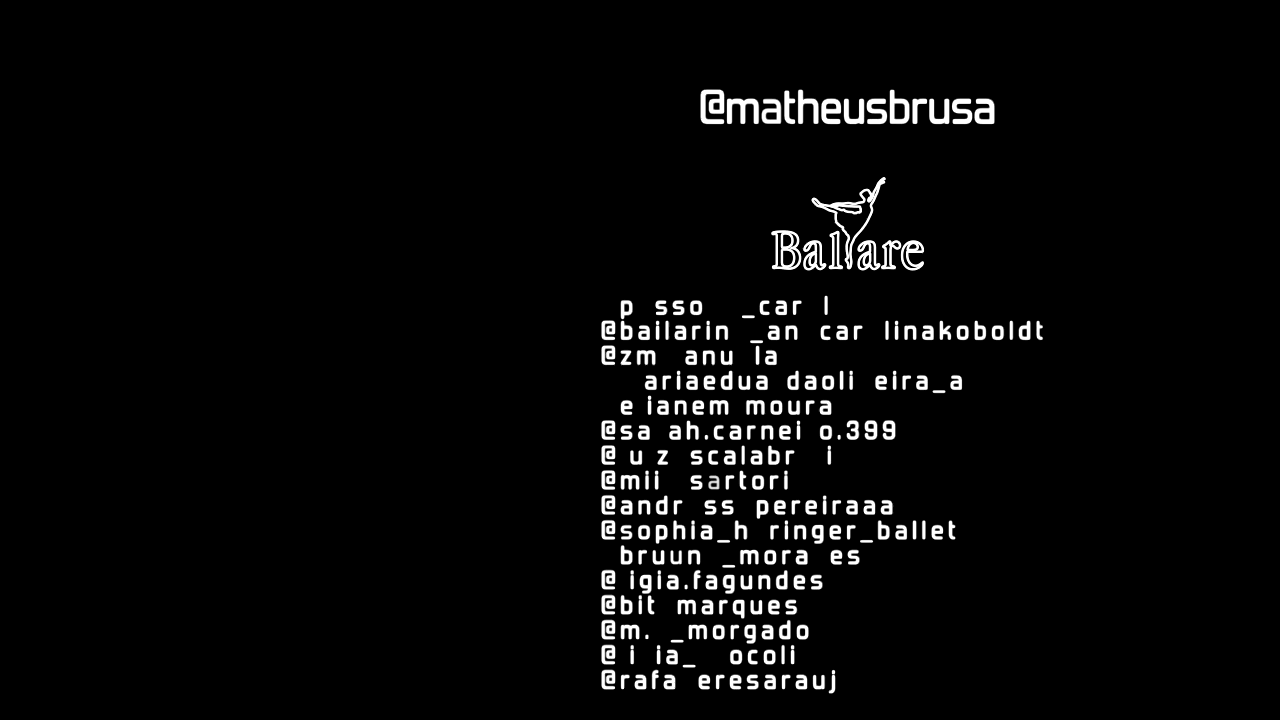 @matheusbrusa
Ballare
p sso _car l
@bailarin _an car linakoboldt
@zm anu la
ariaedua daoli eira_a
e ianem moura
@sa ah.carnei o.399
@ u z scalabr i
@mii sartori
@andr ss pereiraaa
@sophia_h ringer_ballet
bruun _mora es
@ igia.fagundes
@bit marques
@m. _morgado
@ i ia_ ocoli
@rafa eresarauj